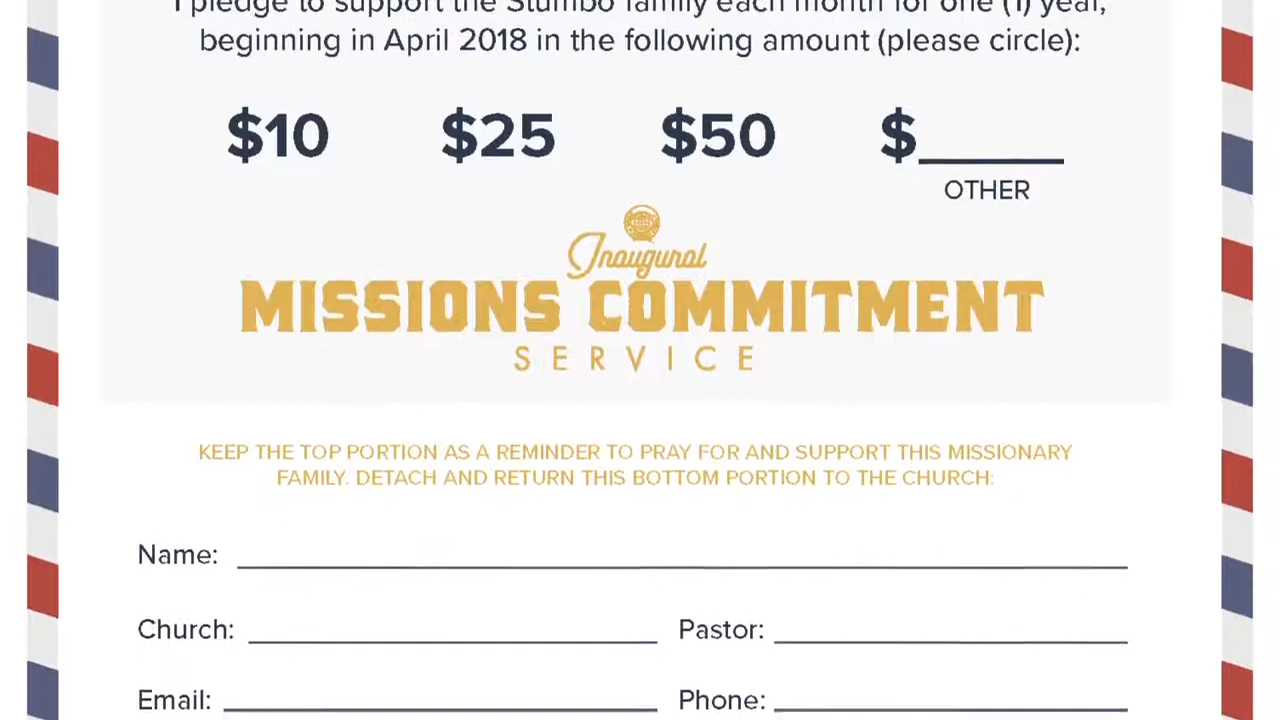 I pledge to support the Stumbo family each month for one (1) year,
beginning in April 2018 in the following amount (please circle):
$10 $25 $50 $______
OTHER
Inaugural
MISSIONS COMMITMENT
SERVICE
KEEP THE TOP PORTION AS A REMINDER TO PRAY FOR AND SUPPORT THIS MISSIONARY
FAMILY. DETACH AND RETURN THIS BOTTOM PORTION TO THE CHURCH:
Name:
Church: Pastor:
Email: Phone: